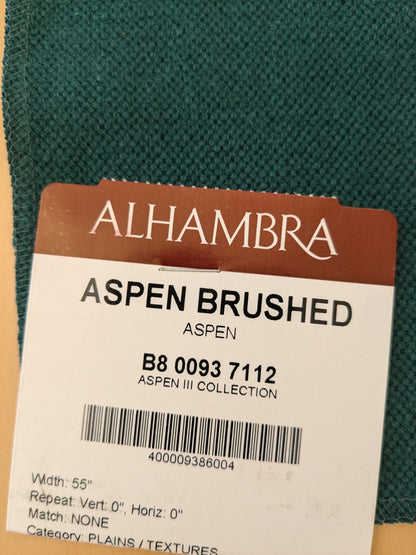 ALHAMBRA
ASPEN BRUSHED
ASPEN
B8 0093 7112
ASPEN III COLLECTION
400009386004
Width: 55"
Repeat: Vert: 0", Horiz: 0"
Match: NONE
Category: PLAINS / TEXTURES